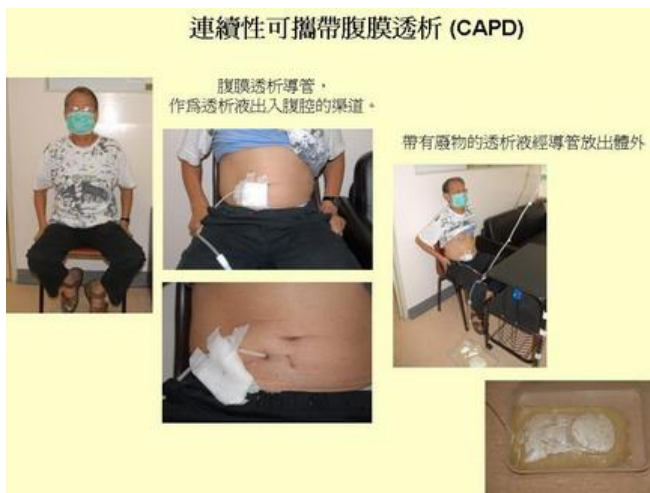 連續性可攜帶腹膜透析 (CAPD)
腹膜透析導管，
作為透析液出入腹腔的渠道。
帶有廢物的透析液經導管放出體外